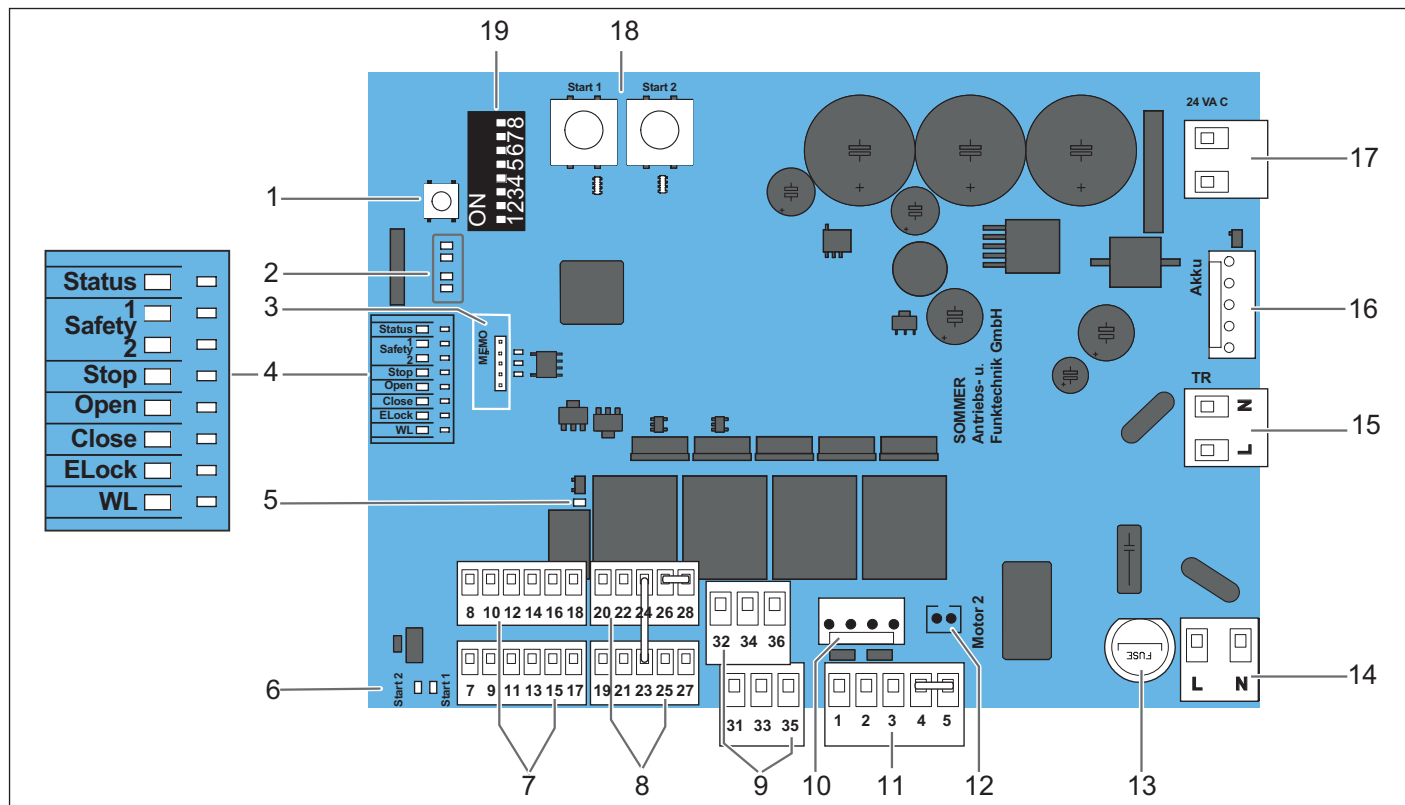 19
18
Start 1
Start 2
24 VA C
17
1
ON
12345678
2
3
Akku
16
Status
1
Safety
2
Stop
Open
Close
ELock
WL
4
Status
1
Safety
2
Stop
Open
Close
ELock
WL
MEMO
SOMMER
Antriebs- u.
Funktechnik GmbH
TR
N
L
15
5
8 10 12 14 16 18
20 22 24 26 28
32 34 36
Motor 2
FUSE
L N
14
6
Start 2
Start 1
7 9 11 13 15 17
19 21 23 25 27
31 33 35
1 2 3 4 5
7
8
9
10
11
12
13